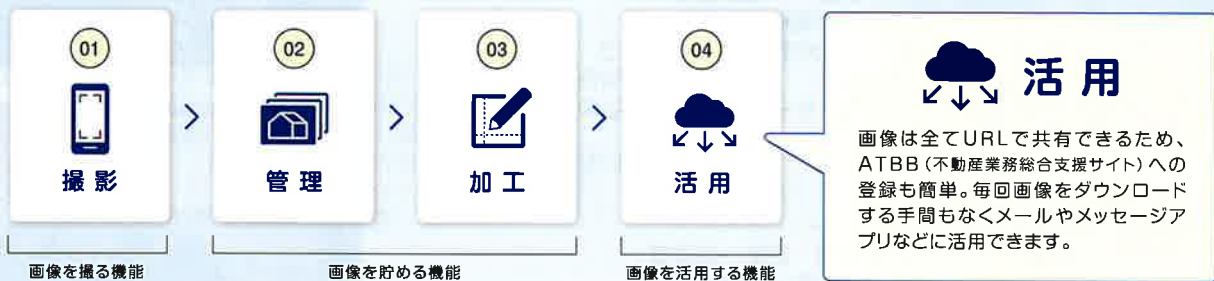 01
撮影
02
管理
03
加工
04
活用
画像を撮る機能
画像を貯める機能
画像を活用する機能
活用
画像は全てURLで共有できるため、
ATBB(不動産業務総合支援サイト)への
登録も簡単。毎回画像をダウンロード
する手間もなくメールやメッセージア
プリなどに活用できます。